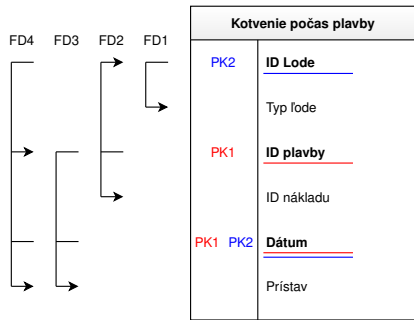 Kotvenie počas plavby
FD4 FD3 FD2 FD1
PK2 ID Lode
Typ ľode
PK1 ID plavby
ID nákladu
PK1 PK2 Dátum
Prístav